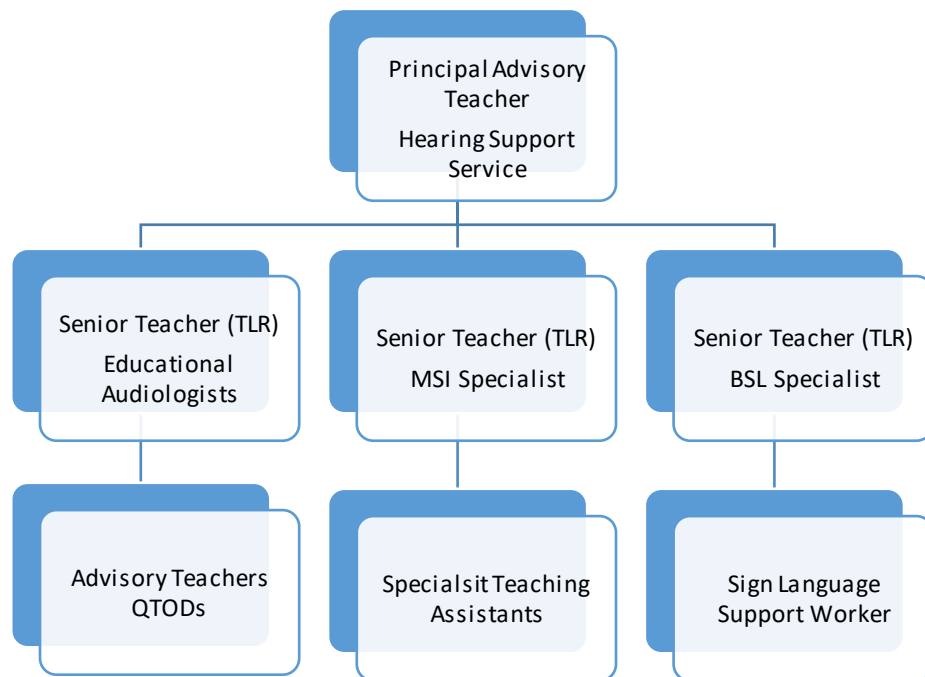 Principal Advisory
Teacher
Hearing Support
Service
Senior Teacher (TLR)
Educational
Audiologists
Senior Teacher (TLR)
MSI Specialist
Senior Teacher (TLR)
BSL Specialist
Advisory Teachers
QTODs
Specialsit Teaching
Assistants
Sign Language
Support Worker